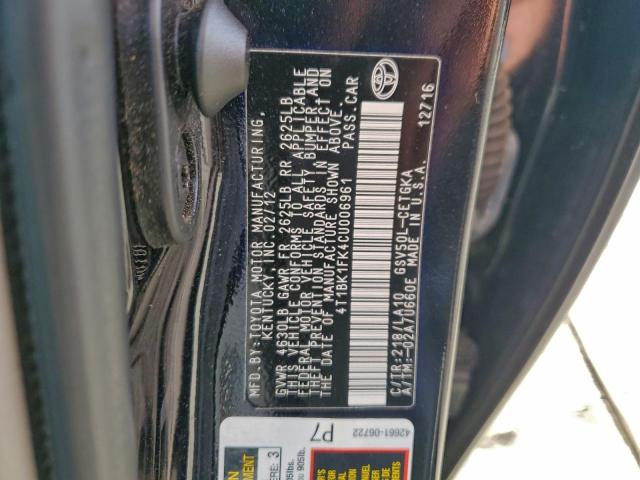 MFD.BY:TOYOTA MOTOR MANUFACTURING,
KENTUCKY,INC 02/12
GVWR 4630LB GAWR FR 2625LB RR 2625LB
THIS VEHICLE CONFORMS TO ALL APPLICABLE
FEDERAL MOTOR VEHICLE SAFETY, BUMPER,AND
THEFT PREVENTION STANDARDS IN EFFECT ON
THE DATE OF MANUFACTURE SHOWN ABOVE.
4T1BK1FK4CU006961 PASS.CAR
C/TR:218/LA10 GSV50L-CETGKA
A/TM:-02A/U660E MADE IN U.S.A. 12716
42661-06722
P7